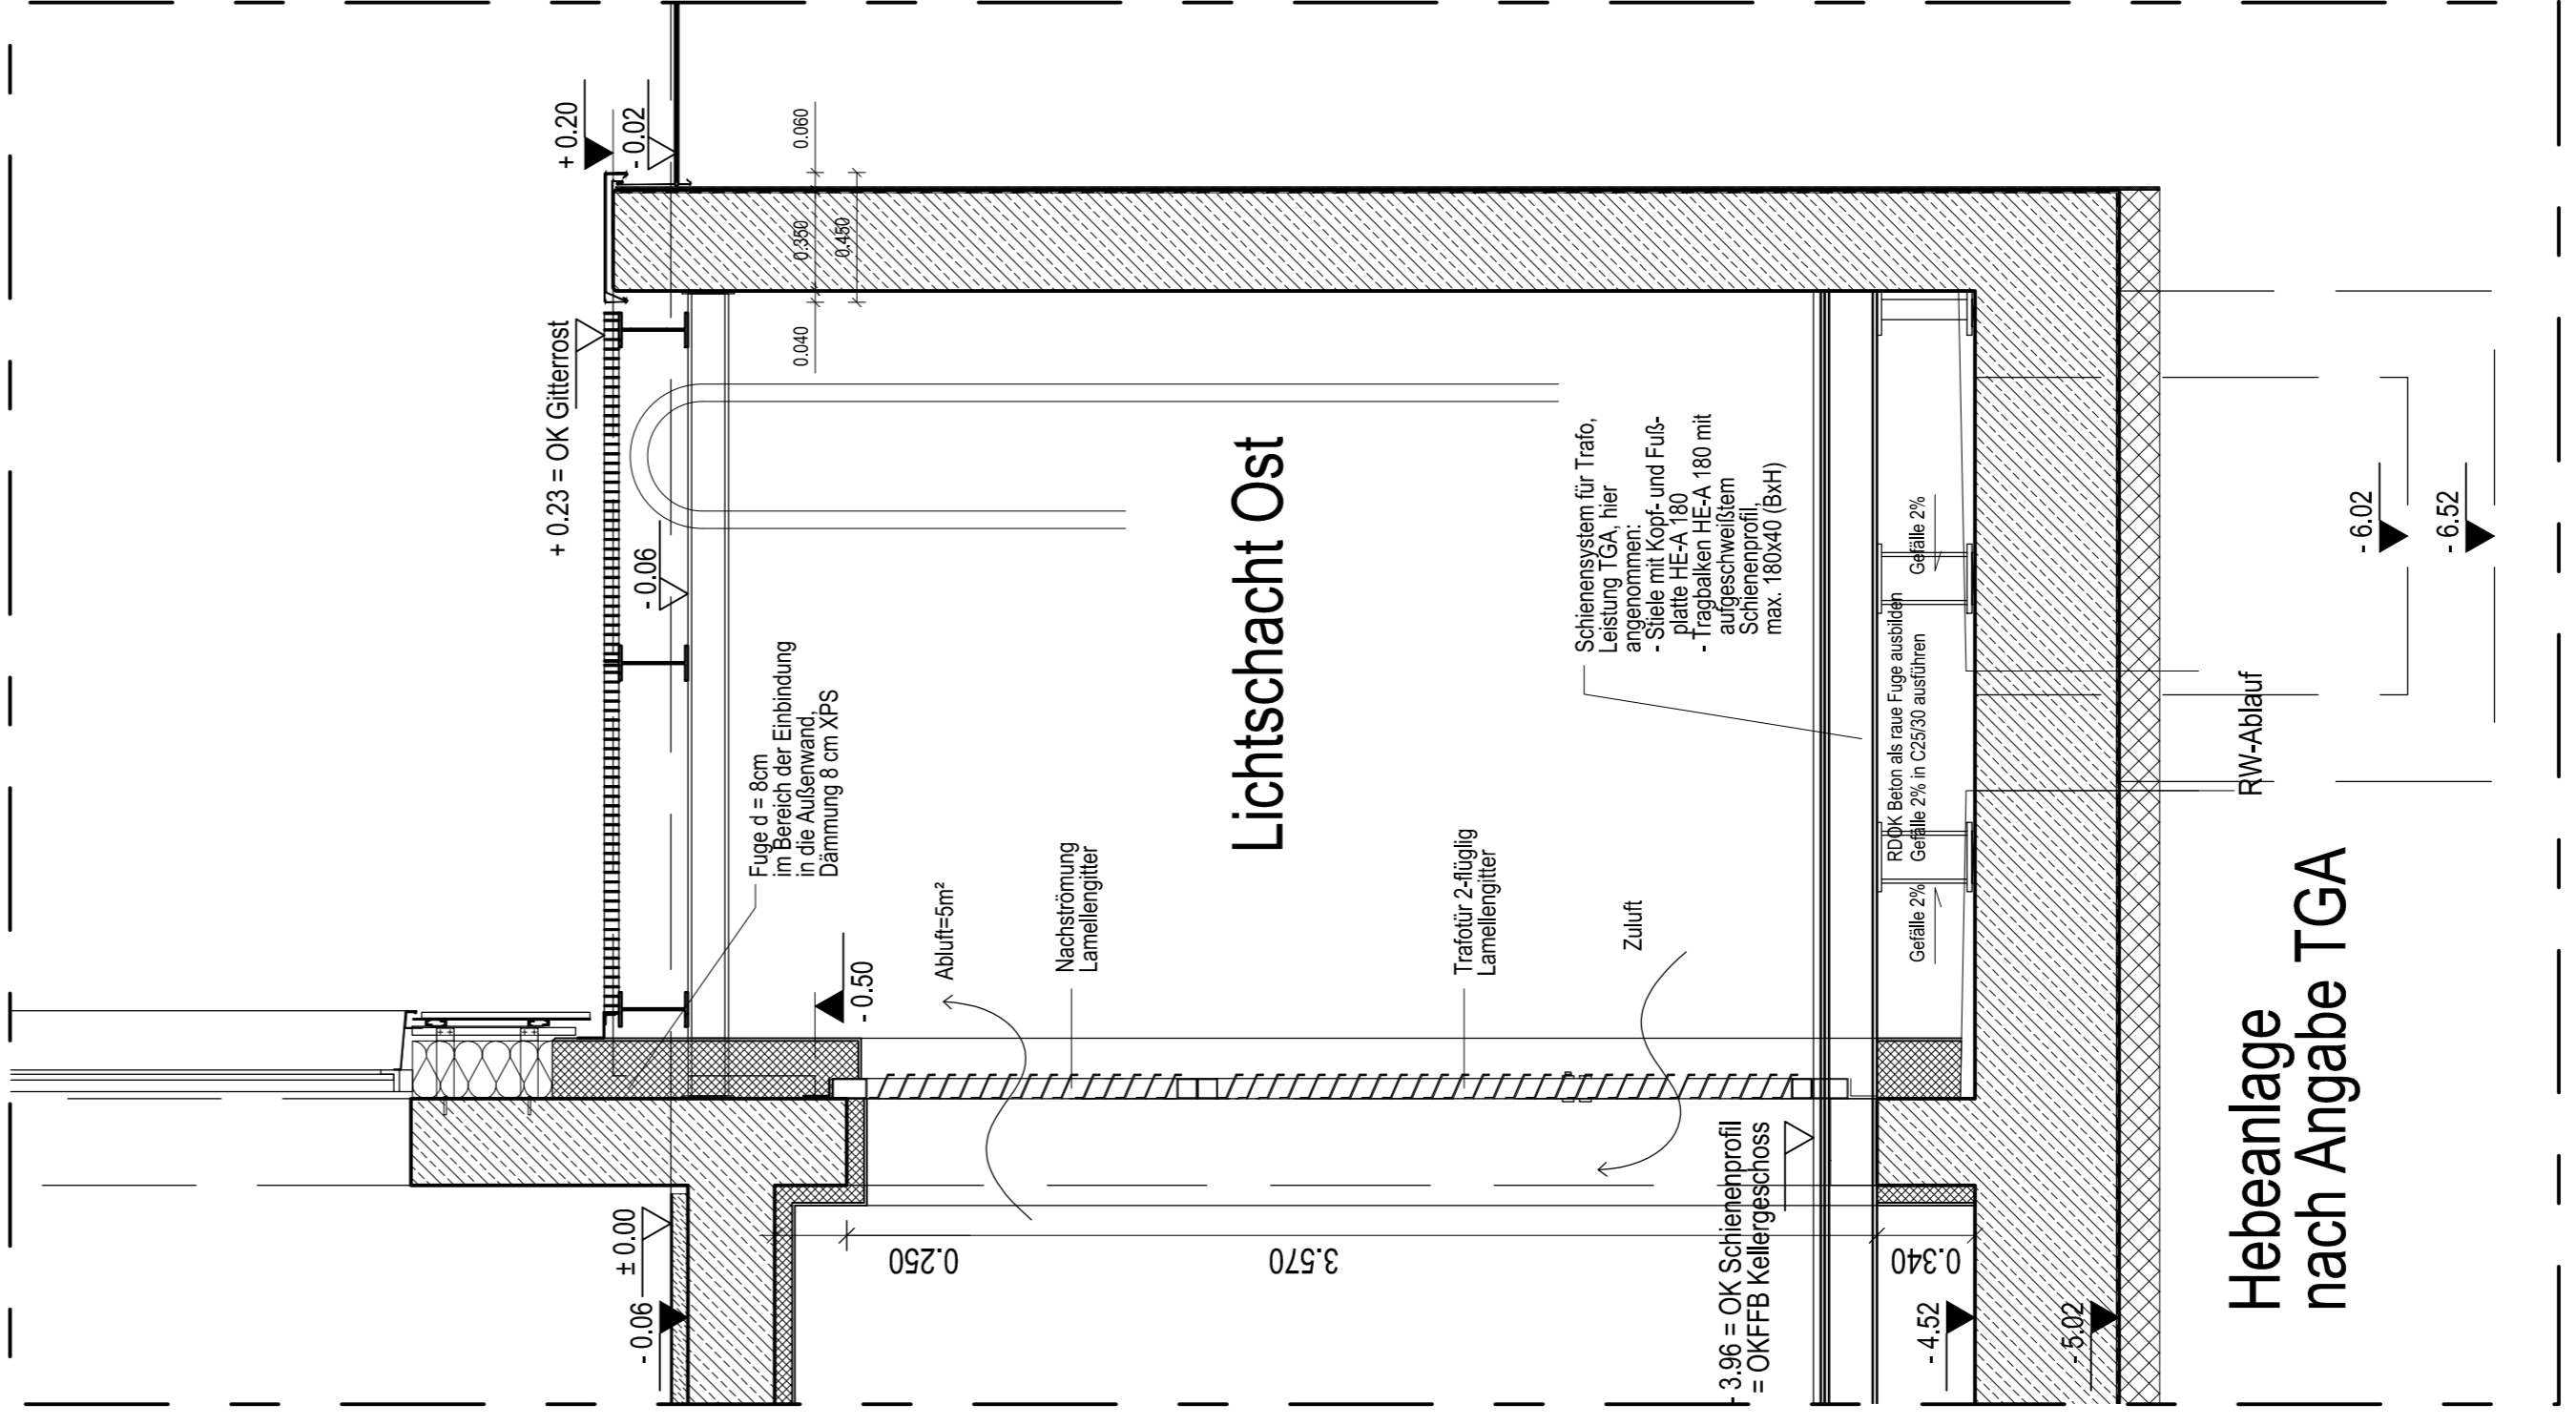 + 0.20
- 0.02
+ 0.23 = OK Gitterrost
- 0.06
0.060
0.350
0.450
0.040
Fuge d = 8cm
im Bereich der Einbindung
in die Außenwand,
Dämmung 8 cm XPS
- 0.50
± 0.00
- 0.06
Abluft=5m²
Nachströmung
Lamellengitter
Lichtschacht Ost
Trafotür 2-flüglig
Lamellengitter
Zuluft
Schienensystem für Trafo,
Leistung TGA, hier
angenommen:
- Stiele mit Kopf- und Fuß-
platte HE-A 180
- Tragbalken HE-A 180 mit
aufgeschweißtem
Schienenprofil,
max. 180x40 (BxH)
0.250
3.570
0.340
- 3.96 = OK Schienenprofil
= OKFFB Kellergeschoss
RDOK Beton als raue Fuge ausbilden
Gefälle 2% in C25/30 ausführen
Gefälle 2%
Gefälle 2%
- 4.52
- 5.02
RW-Ablauf
- 6.02
- 6.52
Hebeanlage
nach Angabe TGA